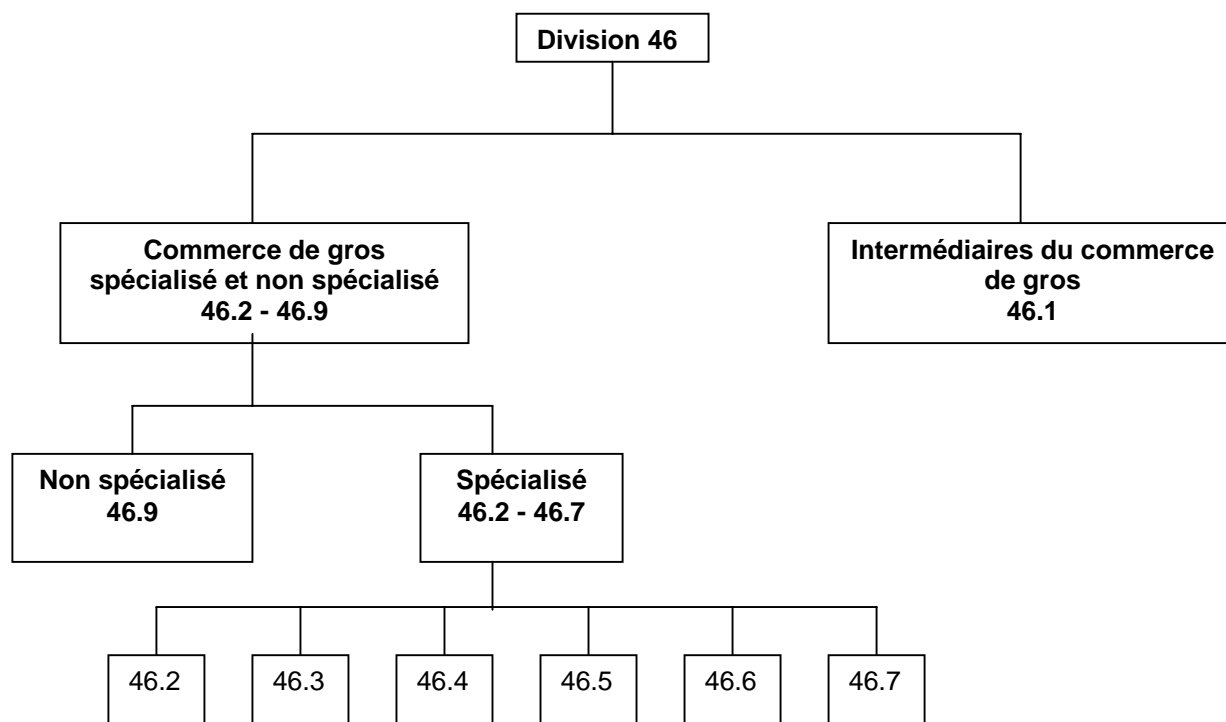 Division 46
Commerce de gros
spécialisé et non spécialisé
46.2 - 46.9
Intermédiaires du commerce
de gros
46.1
Non spécialisé
46.9
Spécialisé
46.2 - 46.7
46.2
46.3
46.4
46.5
46.6
46.7